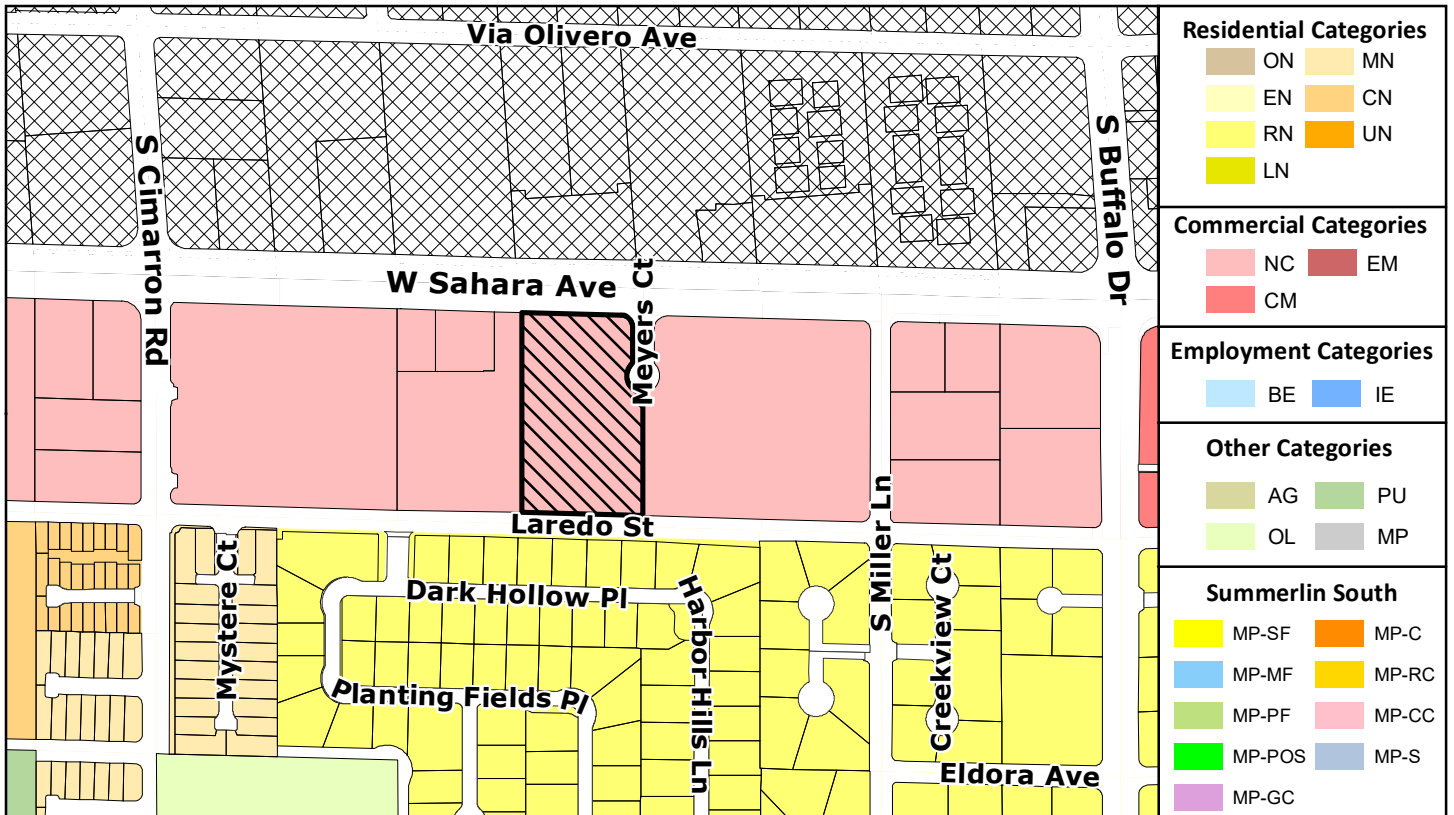 Via Olivero Ave
S Cimarron Rd
S Buffalo Dr
W Sahara Ave
Meyers Ct
Laredo St
S Miller Ln
Mystere Ct
Dark Hollow Pl
Harbor Hills Ln
Creekview Ct
Planting Fields Pl
Eldora Ave
Residential Categories
ON MN
EN CN
RN UN
LN
Commercial Categories
NC EM
CM
Employment Categories
BE IE
Other Categories
AG PU
OL MP
Summerlin South
MP-SF MP-C
MP-MF MP-RC
MP-PF MP-CC
MP-POS MP-S
MP-GC